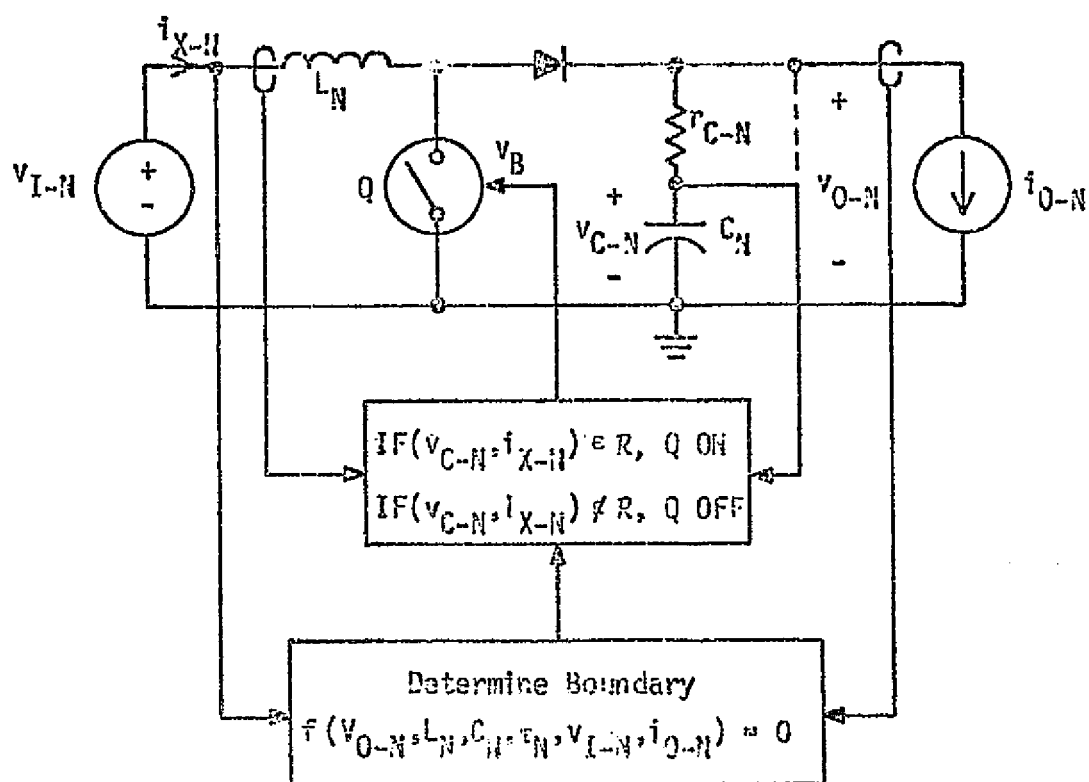 i_X-N
L_N
v_I-N
+
-
Q
v_B
r_C-N
+
v_C-N
-
C_N
+
v_O-N
-
i_O-N
IF(v_C-N,i_X-N) ε R, Q ON
IF(v_C-N,i_X-N) ∉ R, Q OFF
Determine Boundary
f(V_O-N,L_N,C_N,τ_N,v_I-N,i_O-N) = 0